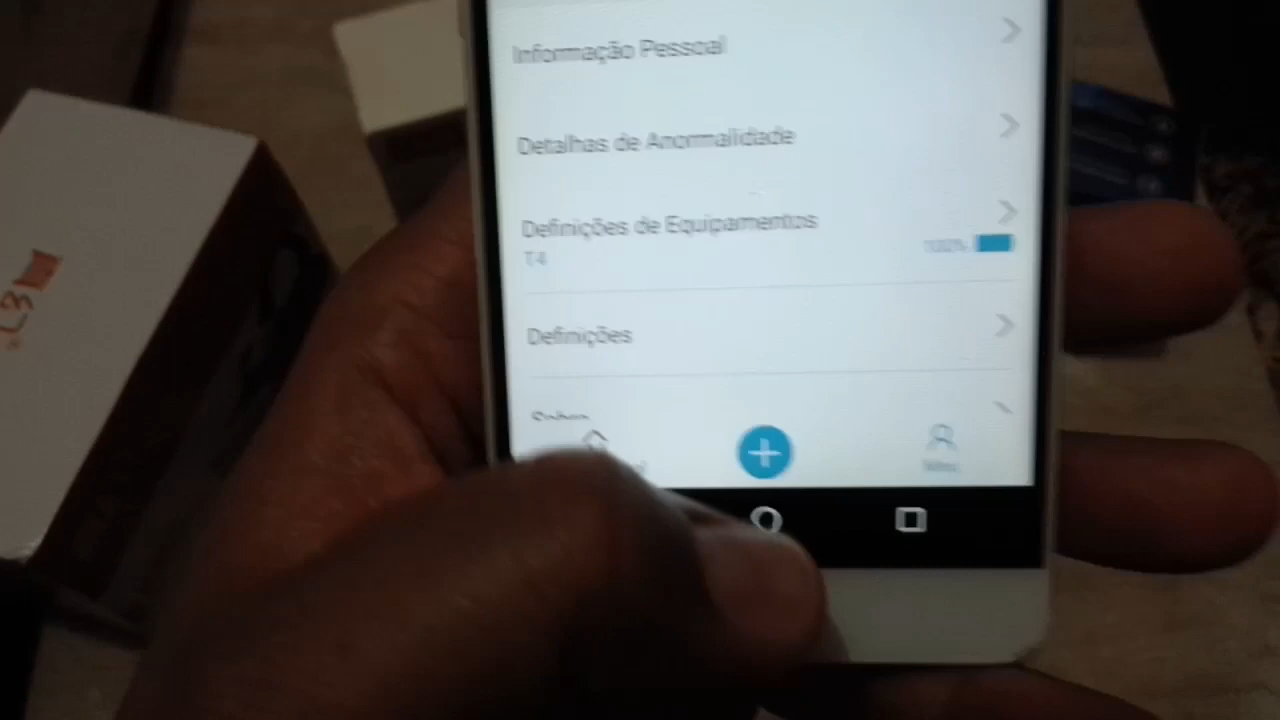 Informação Pessoal
Detalhas de Anormalidade
Definições de Equipamentos
T4
100%
Definições